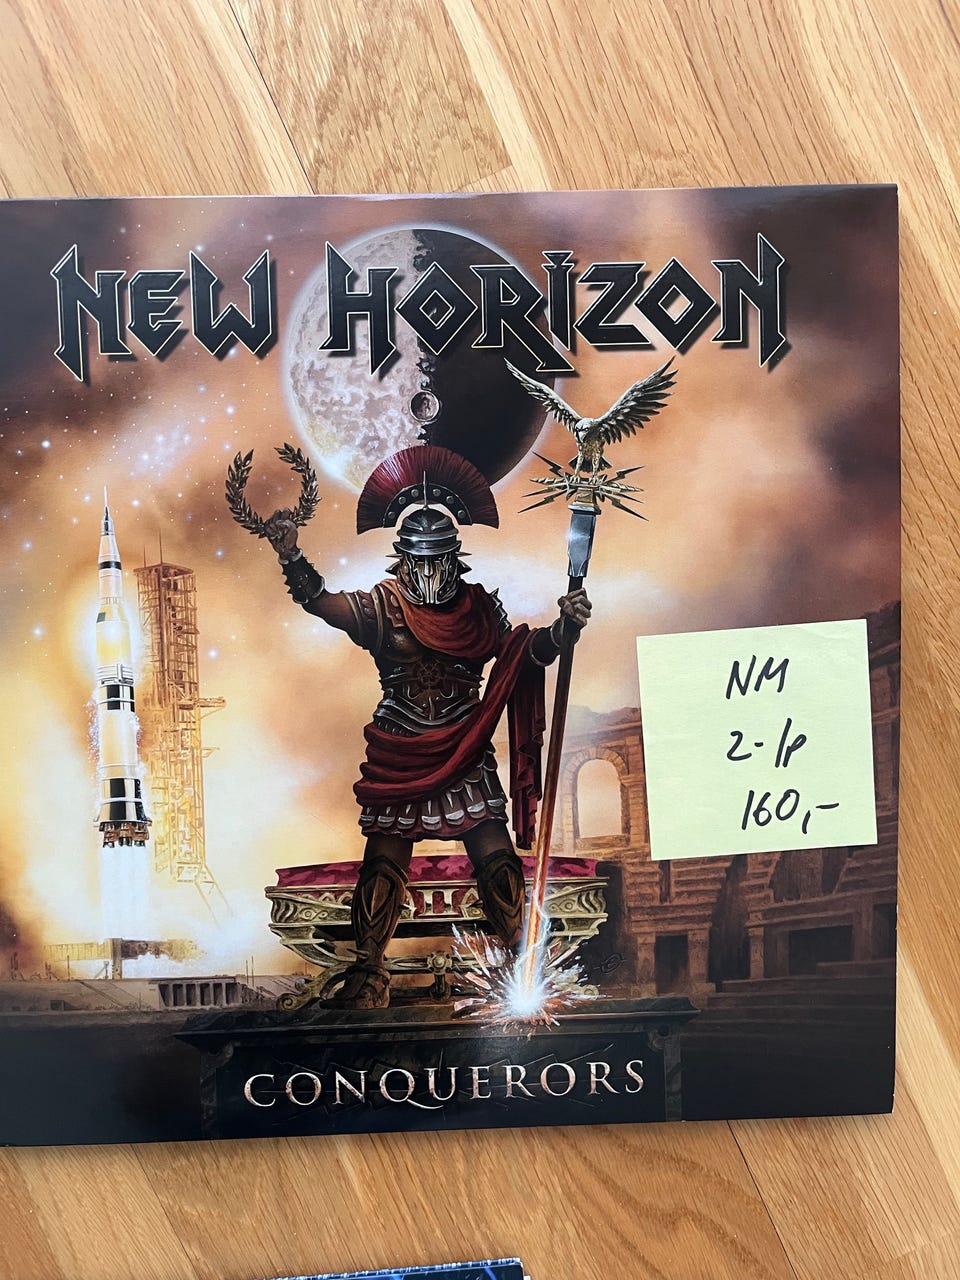 NEW HORIZON
NM
2-lp
160,-
CONQUERORS